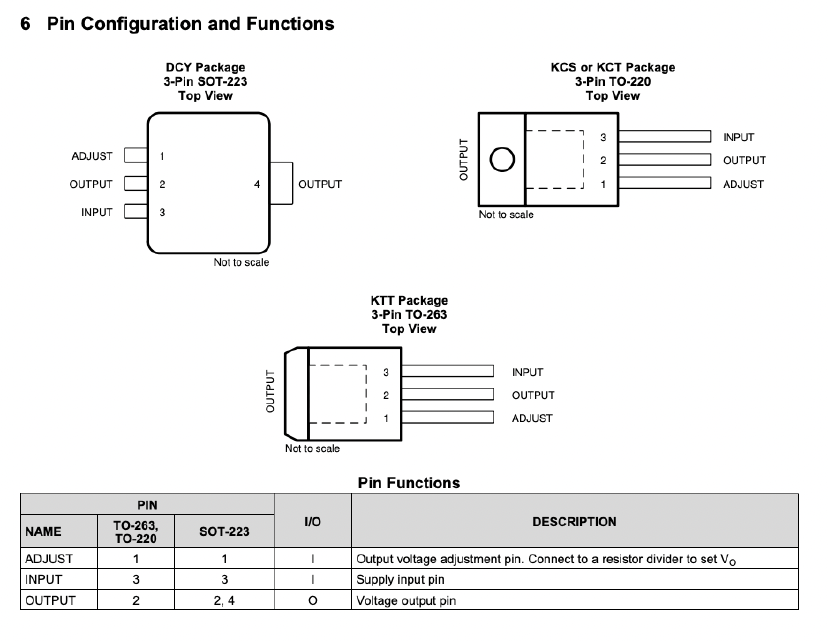 6 Pin Configuration and Functions
DCY Package
3-Pin SOT-223
Top View
ADJUST 1
OUTPUT 2 4 OUTPUT
INPUT 3
Not to scale
KCS or KCT Package
3-Pin TO-220
Top View
OUTPUT
3 INPUT
2 OUTPUT
1 ADJUST
Not to scale
KTT Package
3-Pin TO-263
Top View
OUTPUT
3 INPUT
2 OUTPUT
1 ADJUST
Not to scale
Pin Functions
PIN I/O DESCRIPTION
NAME TO-263, TO-220 SOT-223
ADJUST 1 1 I Output voltage adjustment pin. Connect to a resistor divider to set VO
INPUT 3 3 I Supply input pin
OUTPUT 2 2, 4 O Voltage output pin